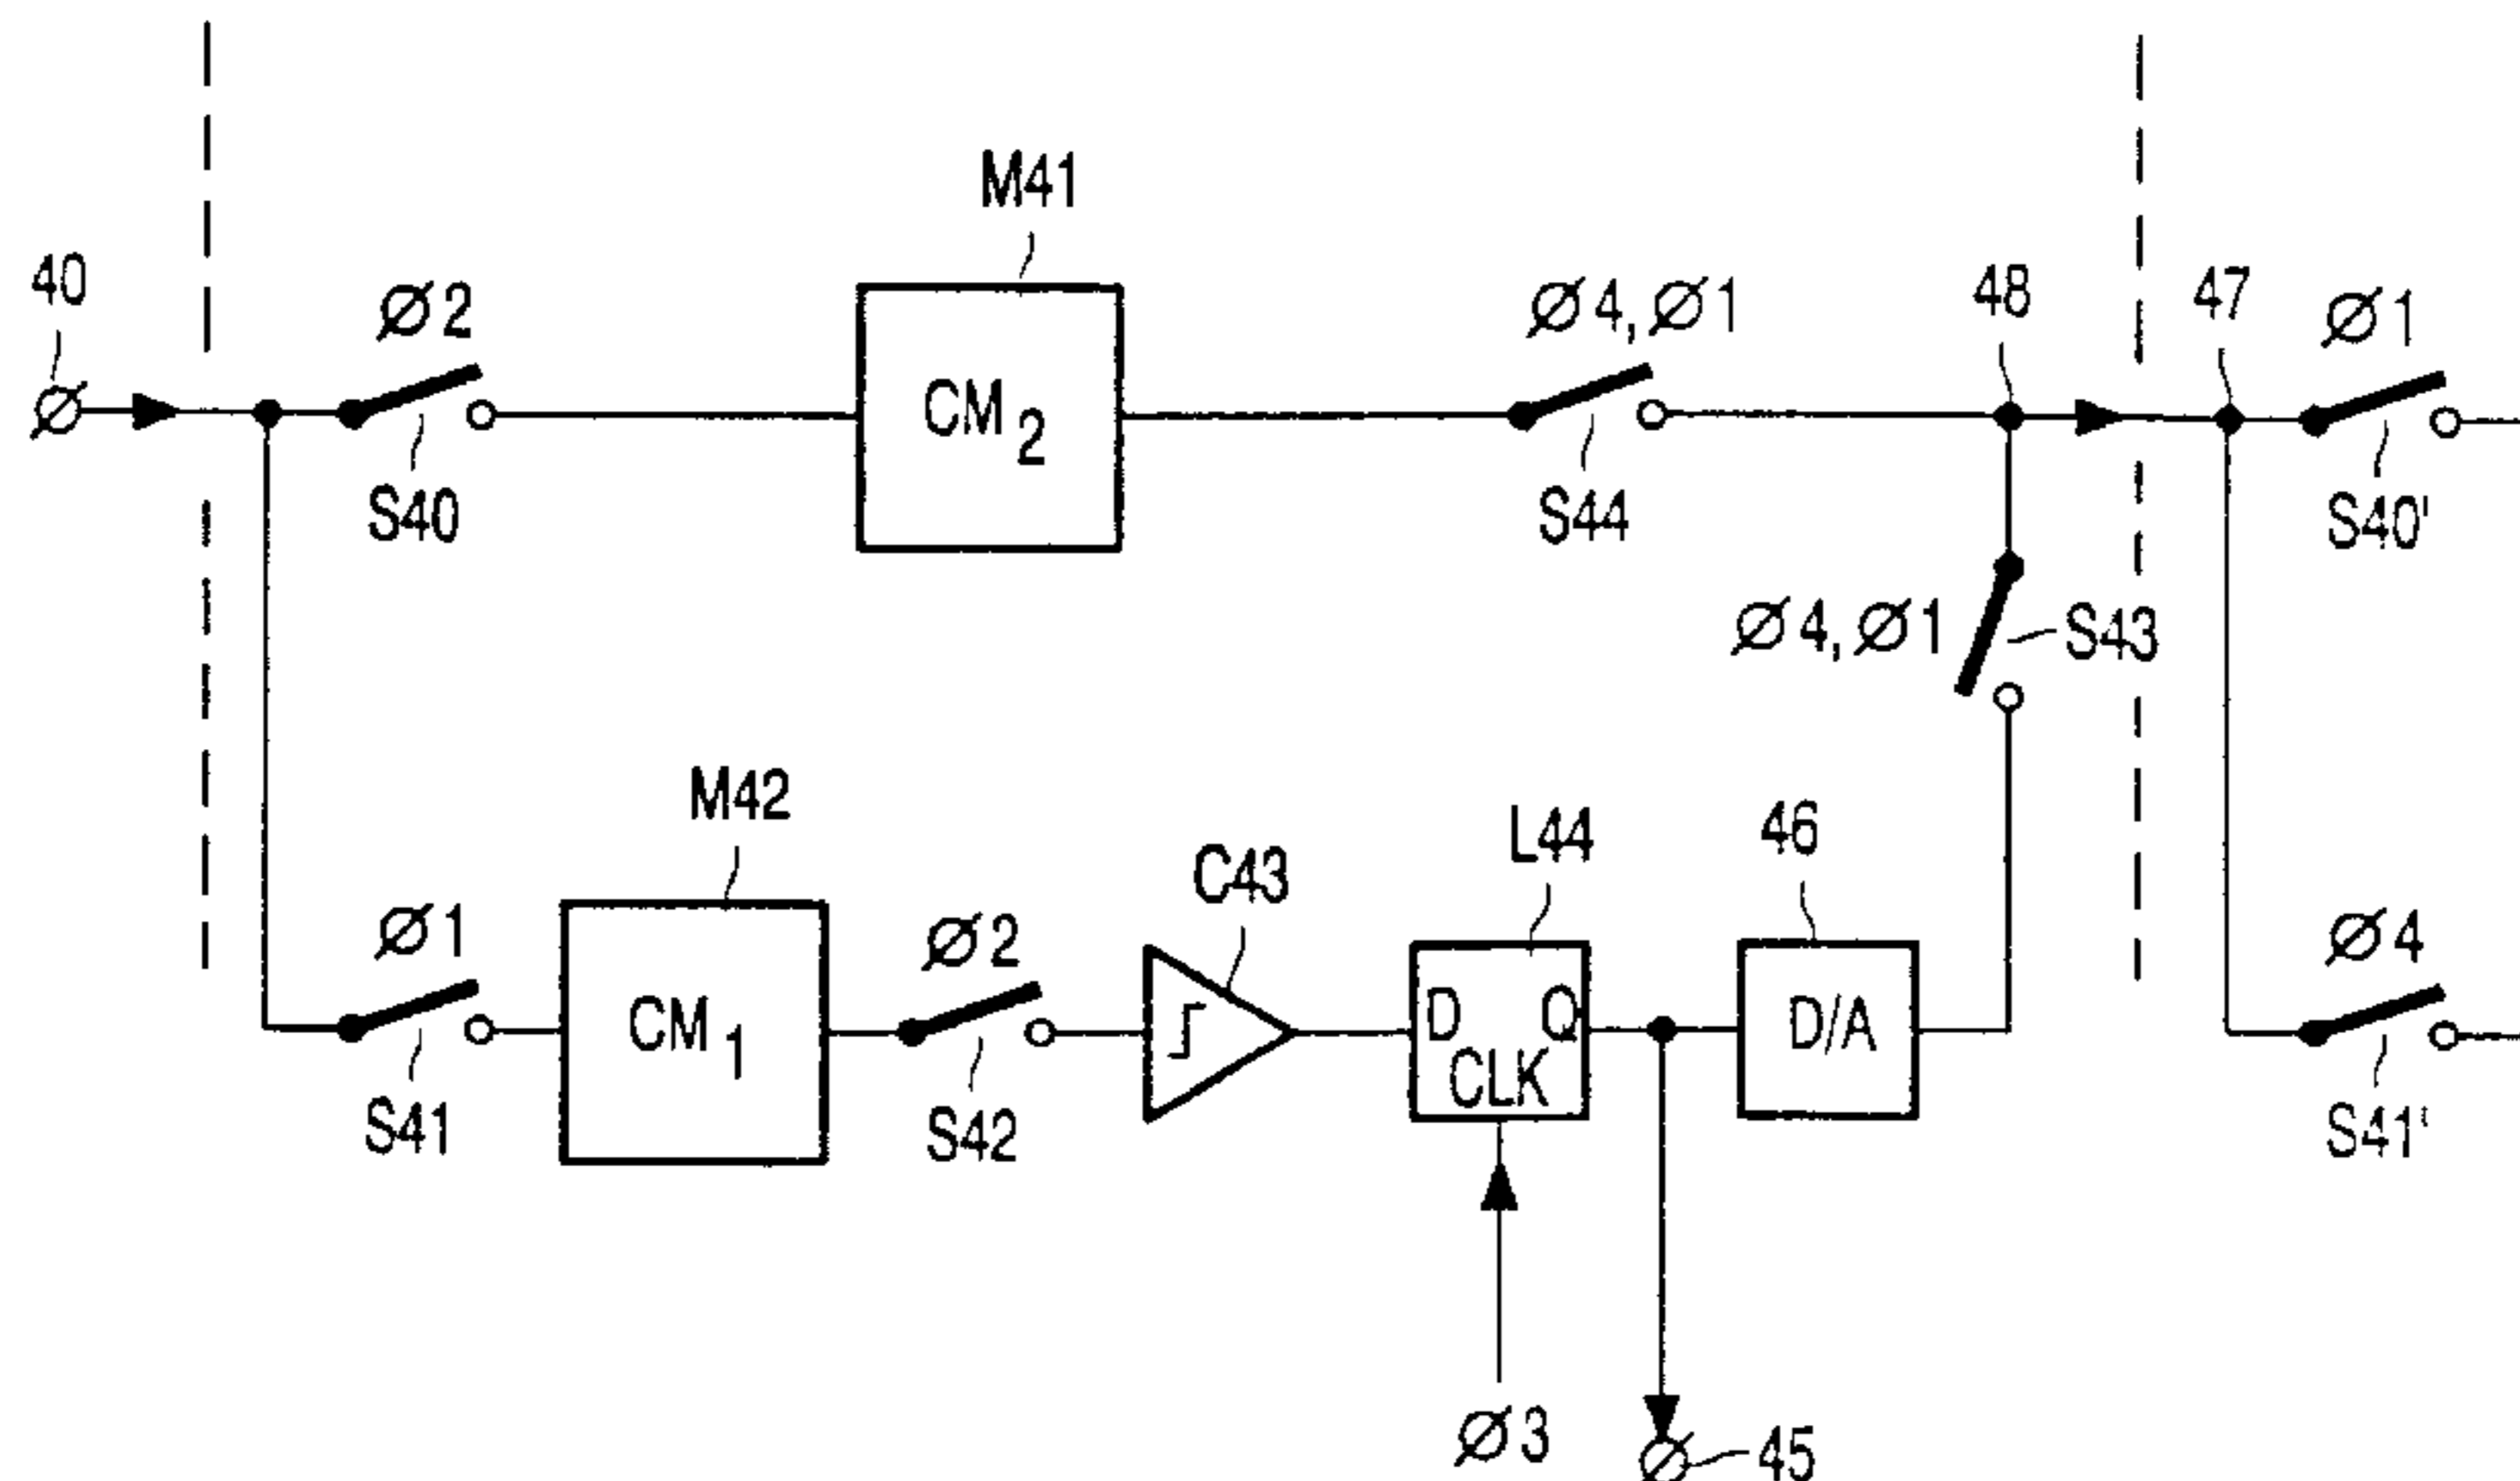 M41
40
Ø2
CM2
Ø4, Ø1
48
47
Ø1
S40
S44
S40'
Ø4, Ø1
S43
M42
C43
L44
46
Ø1
CM1
Ø2
D
Q
CLK
D/A
Ø4
S41
S42
S41'
Ø3
45